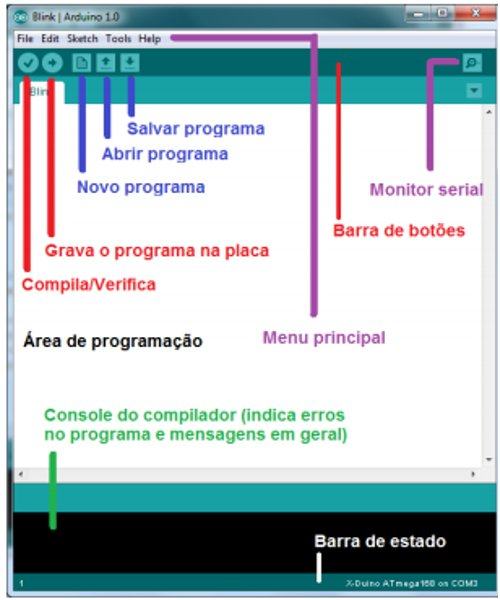 Blink | Arduino 1.0
File Edit Sketch Tools Help
Blink
Salvar programa
Abrir programa
Novo programa
Monitor serial
Barra de botões
Grava o programa na placa
Compila/Verifica
Área de programação
Menu principal
Console do compilador (indica erros
no programa e mensagens em geral)
Barra de estado
1
X-Duino ATmega168 on COM3